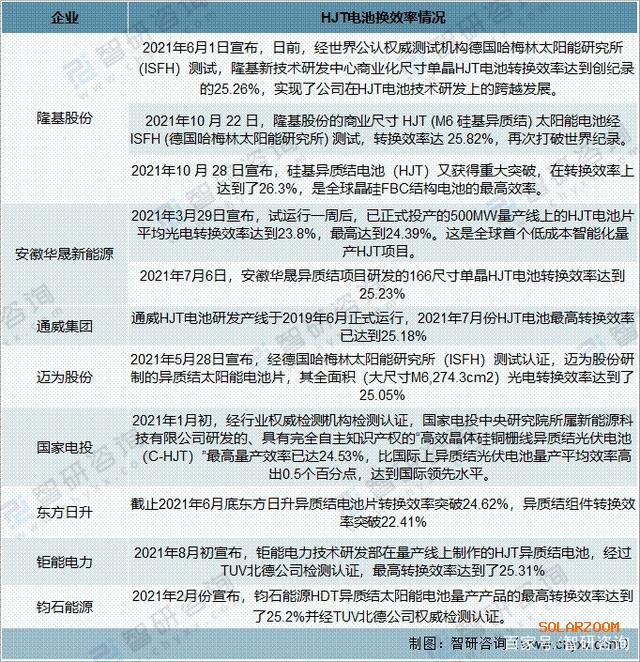 企业
HJT电池换效率情况
隆基股份
2021年6月1日宣布，日前，经世界公认权威测试机构德国哈梅林太阳能研究所
（ISFH）测试，隆基新技术研发中心商业化尺寸单晶HJT电池转换效率达到创纪录
的25.26%，实现了公司在HJT电池技术研发上的跨越发展。
2021年10 月 22 日，隆基股份的商业尺寸 HJT (M6 硅基异质结) 太阳能电池经
ISFH (德国哈梅林太阳能研究所) 测试，转换效率达 25.82%，再次打破世界纪录。
2021年10 月 28 日宣布，硅基异质结电池（HJT）又获得重大突破，在转换效率上
达到了26.3%，是全球晶硅FBC结构电池的最高效率。
安徽华晟新能源
2021年3月29日宣布，试运行一周后，已正式投产的500MW量产线上的HJT电池片
平均光电转换效率达到23.8%，最高达到24.39%。这是全球首个低成本智能化量
产HJT项目。
2021年7月6日，安徽华晟异质结项目研发的166尺寸单晶HJT电池转换效率达到
25.23%
通威集团
通威HJT电池研发产线于2019年6月正式运行，2021年7月份HJT电池最高转换效率
已达到25.18%
迈为股份
2021年5月28日宣布，经德国哈梅林太阳能研究所（ISFH）测试认证，迈为股份研
制的异质结太阳能电池片，其全面积（大尺寸M6,274.3cm2）光电转换效率达到了
25.05%
国家电投
2021年1月初，经行业权威检测机构检测认证，国家电投中央研究院所属新能源科
技有限公司研发的、具有完全自主知识产权的“高效晶体硅铜栅线异质结光伏电池
（C-HJT）”最高量产效率已达24.53%，比国际上异质结光伏电池量产平均效率高
出0.5个百分点，达到国际领先水平。
东方日升
截止2021年6月底东方日升异质结电池片转换效率突破24.62%，异质结组件转换效
率突破22.41%
钜能电力
2021年8月初宣布，钜能电力技术研发部在量产线上制作的HJT异质结电池，经过
TUV北德公司检测认证，最高转换效率达到了25.31%
钧石能源
2021年2月份宣布，钧石能源HDT异质结太阳能电池量产产品的最高转换效率达到
了25.2%并经TUV北德公司权威检测认证。
SOLARZOOM
制图：智研咨询
百家号/智研咨询